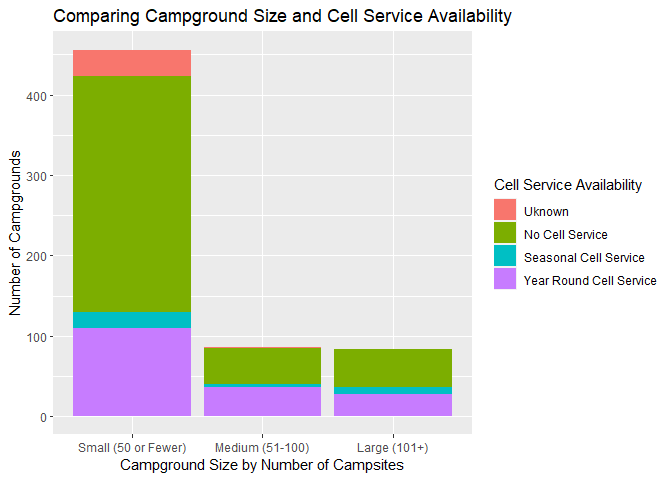 Comparing Campground Size and Cell Service Availability
Number of Campgrounds
400
300
200
100
0
Small (50 or Fewer) Medium (51-100) Large (101+)
Campground Size by Number of Campsites
Cell Service Availability
Uknown
No Cell Service
Seasonal Cell Service
Year Round Cell Service